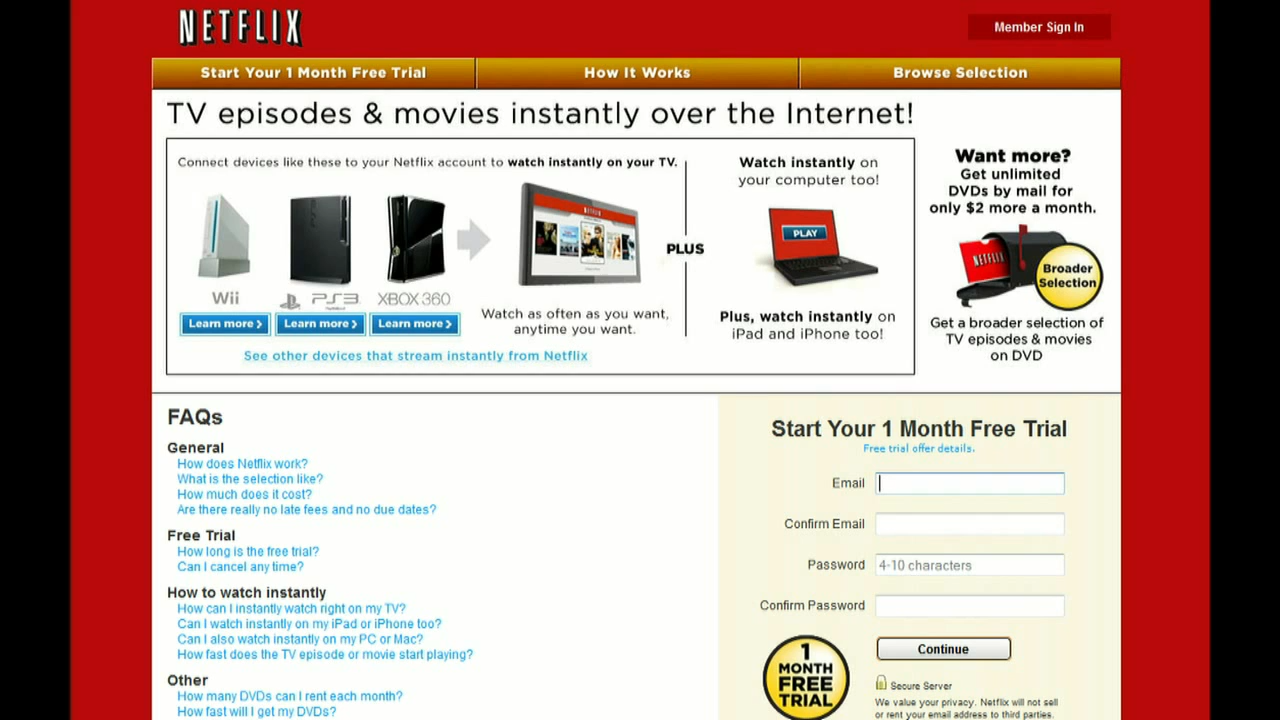 NETFLIX
Member Sign In
Start Your 1 Month Free Trial
How It Works
Browse Selection
TV episodes & movies instantly over the Internet!
Connect devices like these to your Netflix account to watch instantly on your TV.
Wii
PS3
XBOX 360
Learn more >
Learn more >
Learn more >
See other devices that stream instantly from Netflix
NETFLIX
Watch as often as you want,
anytime you want.
PLUS
Watch instantly on
your computer too!
PLAY
Plus, watch instantly on
iPad and iPhone too!
Want more?
Get unlimited
DVDs by mail for
only $2 more a month.
NETFLIX
Broader
Selection
Get a broader selection of
TV episodes & movies
on DVD
FAQs
General
How does Netflix work?
What is the selection like?
How much does it cost?
Are there really no late fees and no due dates?
Free Trial
How long is the free trial?
Can I cancel any time?
How to watch instantly
How can I instantly watch right on my TV?
Can I watch instantly on my iPad or iPhone too?
Can I also watch instantly on my PC or Mac?
How fast does the TV episode or movie start playing?
Other
How many DVDs can I rent each month?
How fast will I get my DVDs?
Start Your 1 Month Free Trial
Free trial offer details.
Email
Confirm Email
Password
4-10 characters
Confirm Password
1
MONTH
FREE
TRIAL
Continue
Secure Server
We value your privacy. Netflix will not sell
or rent your email address to third parties.